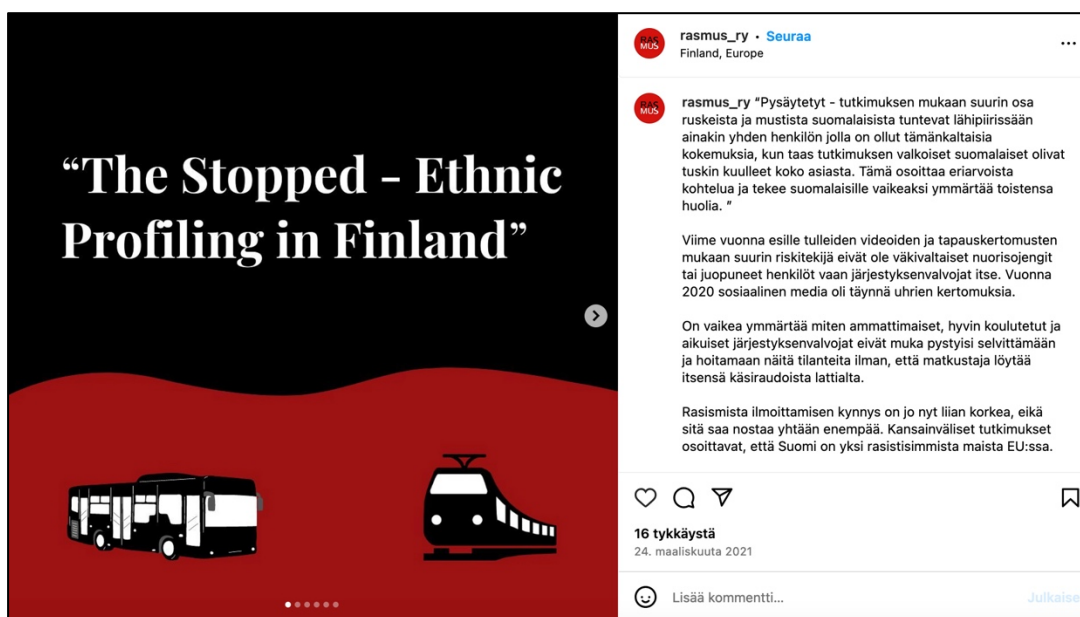 “The Stopped – Ethnic
Profiling in Finland”
RAS
MUS
rasmus_ry • Seuraa
Finland, Europe
RAS
MUS
rasmus_ry “Pysäytetyt - tutkimuksen mukaan suurin osa
ruskeista ja mustista suomalaisista tuntevat lähipiirissään
ainakin yhden henkilön jolla on ollut tämänkaltaisia
kokemuksia, kun taas tutkimuksen valkoiset suomalaiset olivat
tuskin kuulleet koko asiasta. Tämä osoittaa eriarvoista
kohtelua ja tekee suomalaisille vaikeaksi ymmärtää toistensa
huolia. ”
Viime vuonna esille tulleiden videoiden ja tapauskertomusten
mukaan suurin riskitekijä eivät ole väkivaltaiset nuorisojengit
tai juopuneet henkilöt vaan järjestyksenvalvojat itse. Vuonna
2020 sosiaalinen media oli täynnä uhrien kertomuksia.
On vaikea ymmärtää miten ammattimaiset, hyvin koulutetut ja
aikuiset järjestyksenvalvojat eivät muka pystyisi selvittämään
ja hoitamaan näitä tilanteita ilman, että matkustaja löytää
itsensä käsiraudoista lattialta.
Rasismista ilmoittamisen kynnys on jo nyt liian korkea, eikä
sitä saa nostaa yhtään enempää. Kansainväliset tutkimukset
osoittavat, että Suomi on yksi rasistisimmista maista EU:ssa.
16 tykkäystä
24. maaliskuuta 2021
Lisää kommentti...
Julkaise